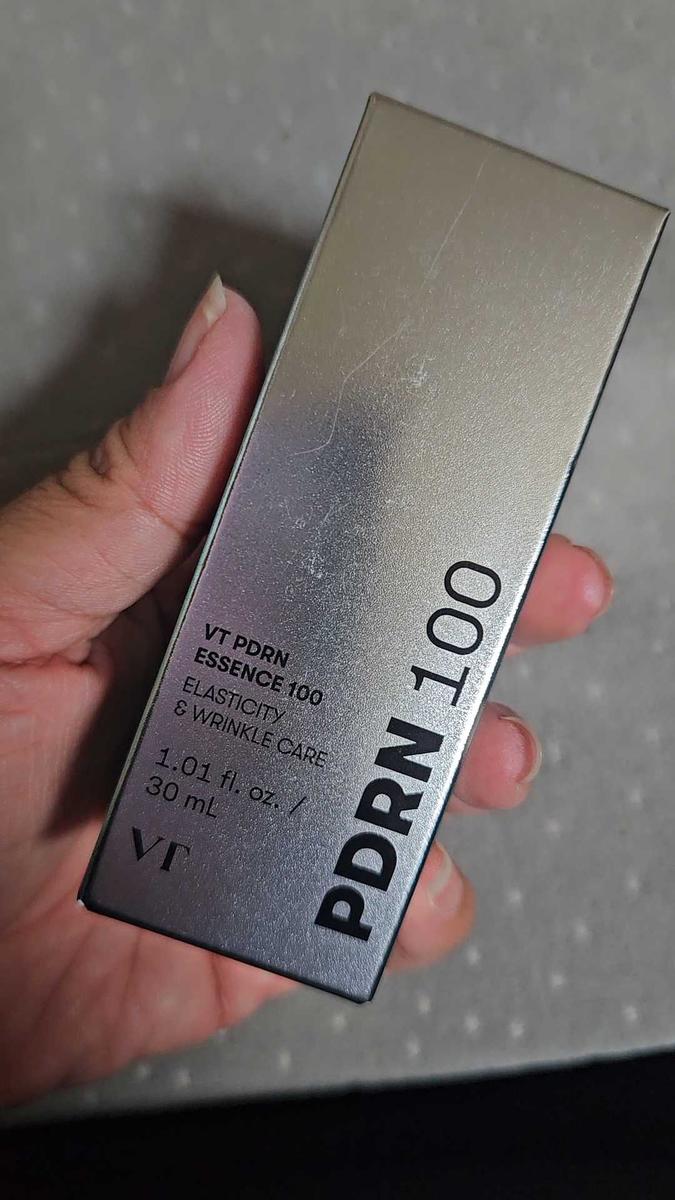 VT PDRN
ESSENCE 100
ELASTICITY
& WRINKLE CARE
1.01 fl. oz. /
30 mL
VT
PDRN 100